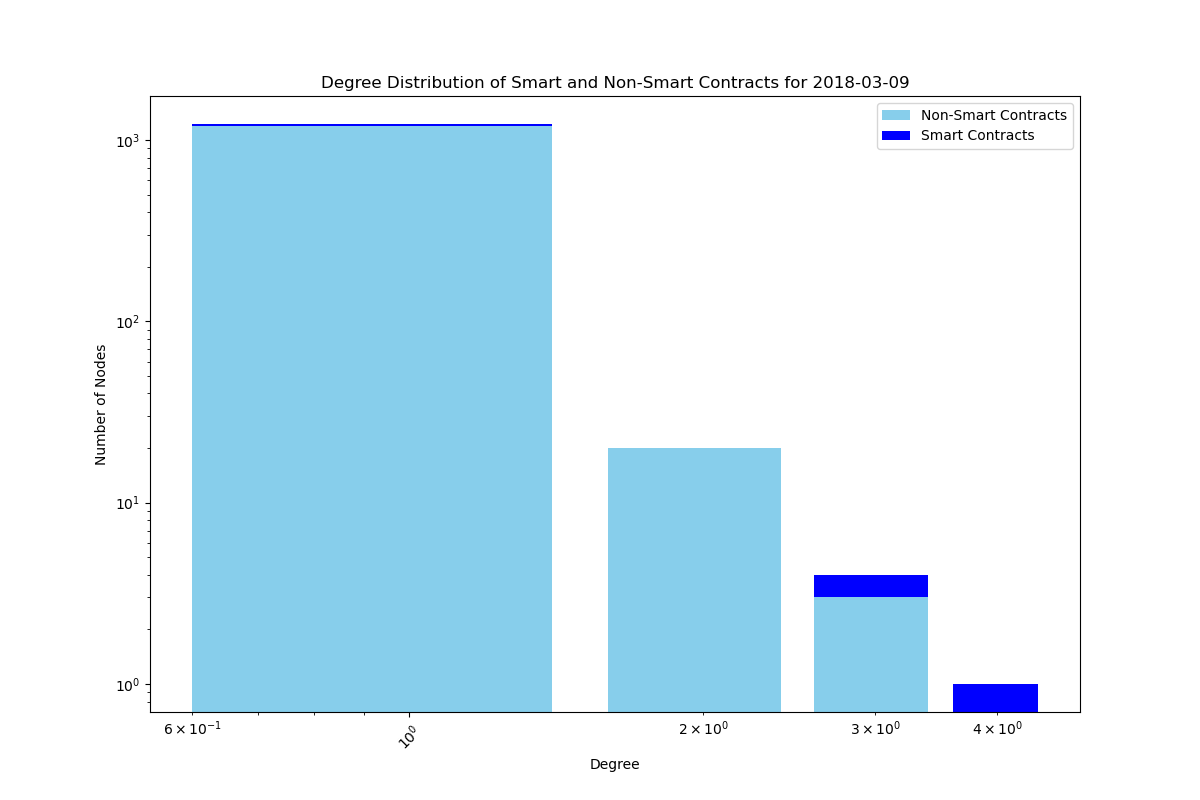 Degree Distribution of Smart and Non-Smart Contracts for 2018-03-09
Non-Smart Contracts
Smart Contracts
Number of Nodes
10³
10²
10¹
10⁰
6 × 10⁻¹
10⁰
2 × 10⁰
3 × 10⁰
4 × 10⁰
Degree